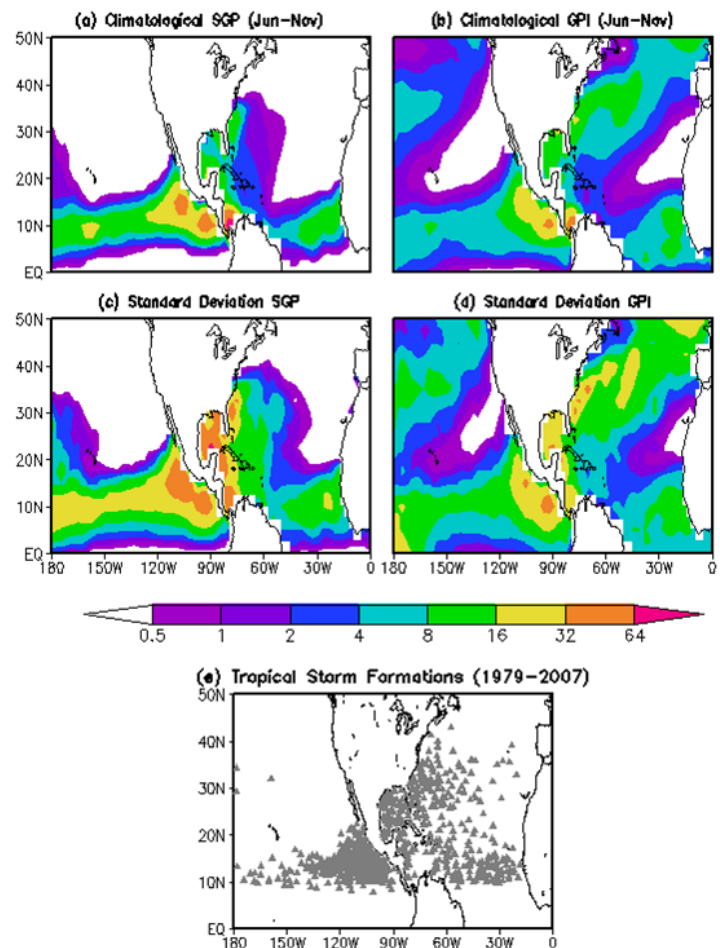 (a) Climatological SGP (Jun-Nov)
(b) Climatological GPI (Jun-Nov)
50N
40N
30N
20N
10N
EQ
(c) Standard Deviation SGP
(d) Standard Deviation GPI
50N
40N
30N
20N
10N
EQ
180 150W 120W 90W 60W 30W 0
180 150W 120W 90W 60W 30W 0
0.5 1 2 4 8 16 32 64
(e) Tropical Storm Formations (1979-2007)
50N
40N
30N
20N
10N
EQ
180 150W 120W 90W 60W 30W 0